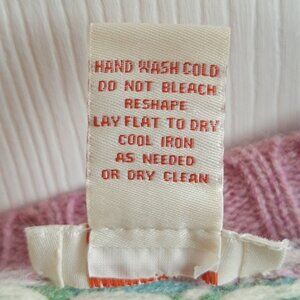 HAND WASH COLD
DO NOT BLEACH
RESHAPE
LAY FLAT TO DRY
COOL IRON
AS NEEDED
OR DRY CLEAN